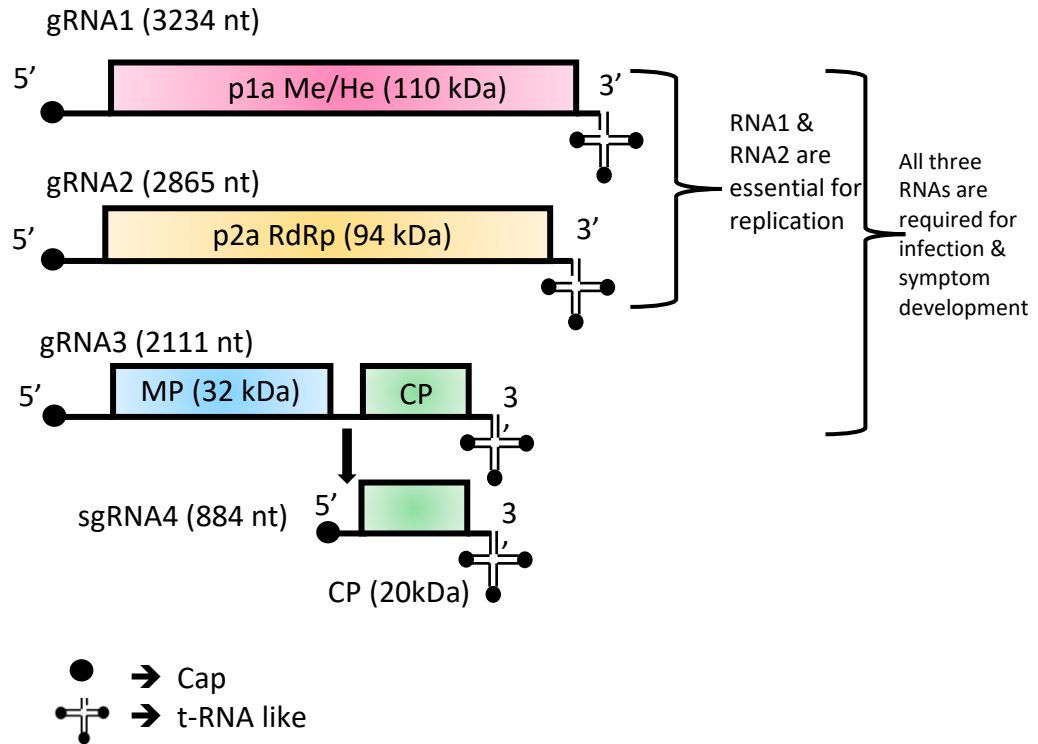 gRNA1 (3234 nt)
5’
p1a Me/He (110 kDa)
3’
gRNA2 (2865 nt)
5’
p2a RdRp (94 kDa)
3’
RNA1 &
RNA2 are
essential for
replication
All three
RNAs are
required for
infection &
symptom
development
gRNA3 (2111 nt)
5’
MP (32 kDa)
CP
3
’
sgRNA4 (884 nt)
5’
3
’
CP (20kDa)
➔ Cap
➔ t-RNA like